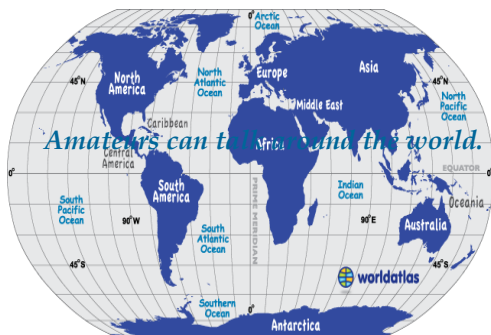 0°
Arctic
Ocean
45°N
North
America
North
Atlantic
Ocean
Europe
Asia
45°N
Middle East
North
Pacific
Ocean
Caribbean
Amateurs can talk around the world.
Africa
Central
America
0°
EQUATOR
0°
South
Pacific
Ocean
South
America
90°W
PRIME MERIDIAN
Indian
Ocean
90°E
Oceania
Australia
South
Atlantic
Ocean
45°S
45°S
worldatlas
Southern
Ocean
0°
Antarctica